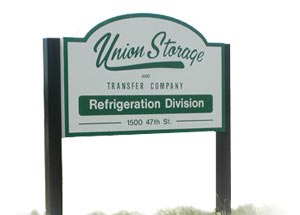 Union Storage
AND
TRANSFER COMPANY
Refrigeration Division
1500 47th St.